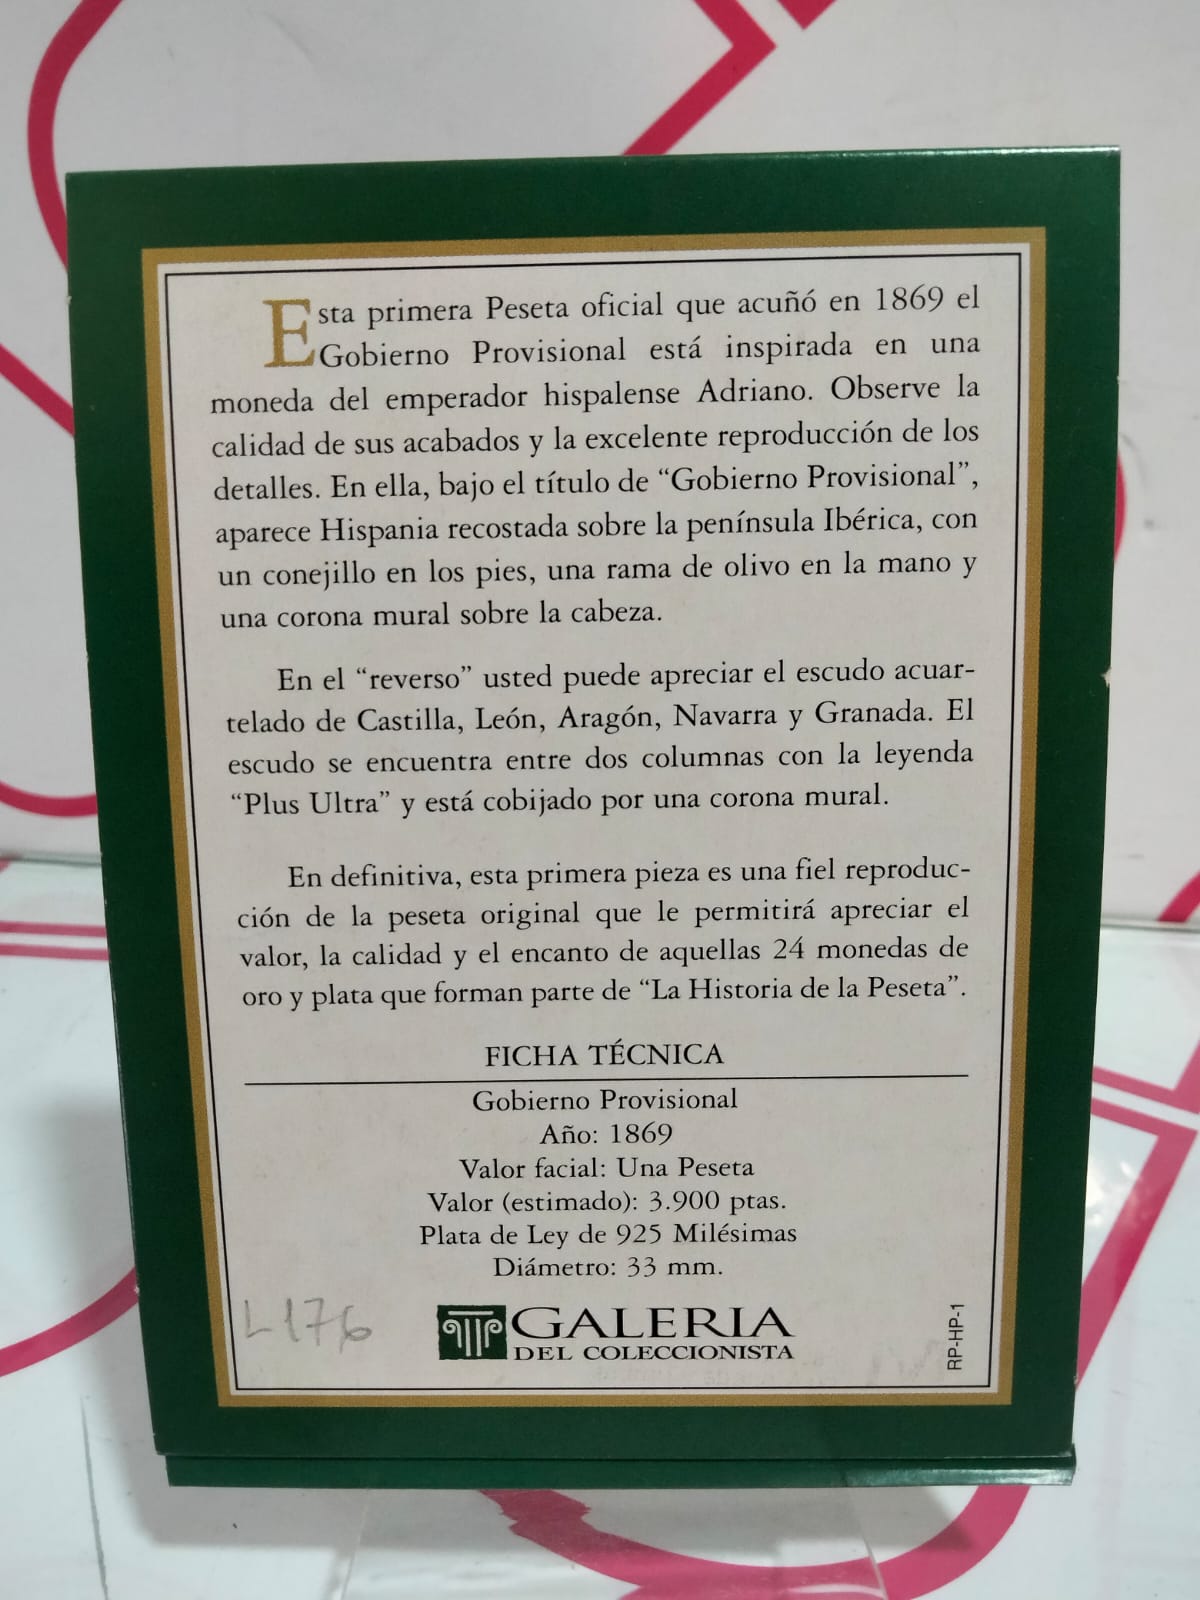 Esta primera Peseta oficial que acuñó en 1869 el
Gobierno Provisional está inspirada en una
moneda del emperador hispalense Adriano. Observe la
calidad de sus acabados y la excelente reproducción de los
detalles. En ella, bajo el título de “Gobierno Provisional”,
aparece Hispania recostada sobre la península Ibérica, con
un conejillo en los pies, una rama de olivo en la mano y
una corona mural sobre la cabeza.
En el “reverso” usted puede apreciar el escudo acuar-
telado de Castilla, León, Aragón, Navarra y Granada. El
escudo se encuentra entre dos columnas con la leyenda
“Plus Ultra” y está cobijado por una corona mural.
En definitiva, esta primera pieza es una fiel reproduc-
ción de la peseta original que le permitirá apreciar el
valor, la calidad y el encanto de aquellas 24 monedas de
oro y plata que forman parte de “La Historia de la Peseta”.
FICHA TÉCNICA
Gobierno Provisional
Año: 1869
Valor facial: Una Peseta
Valor (estimado): 3.900 ptas.
Plata de Ley de 925 Milésimas
Diámetro: 33 mm.
L176
GALERIA
DEL COLECCIONISTA
RP-HP-1